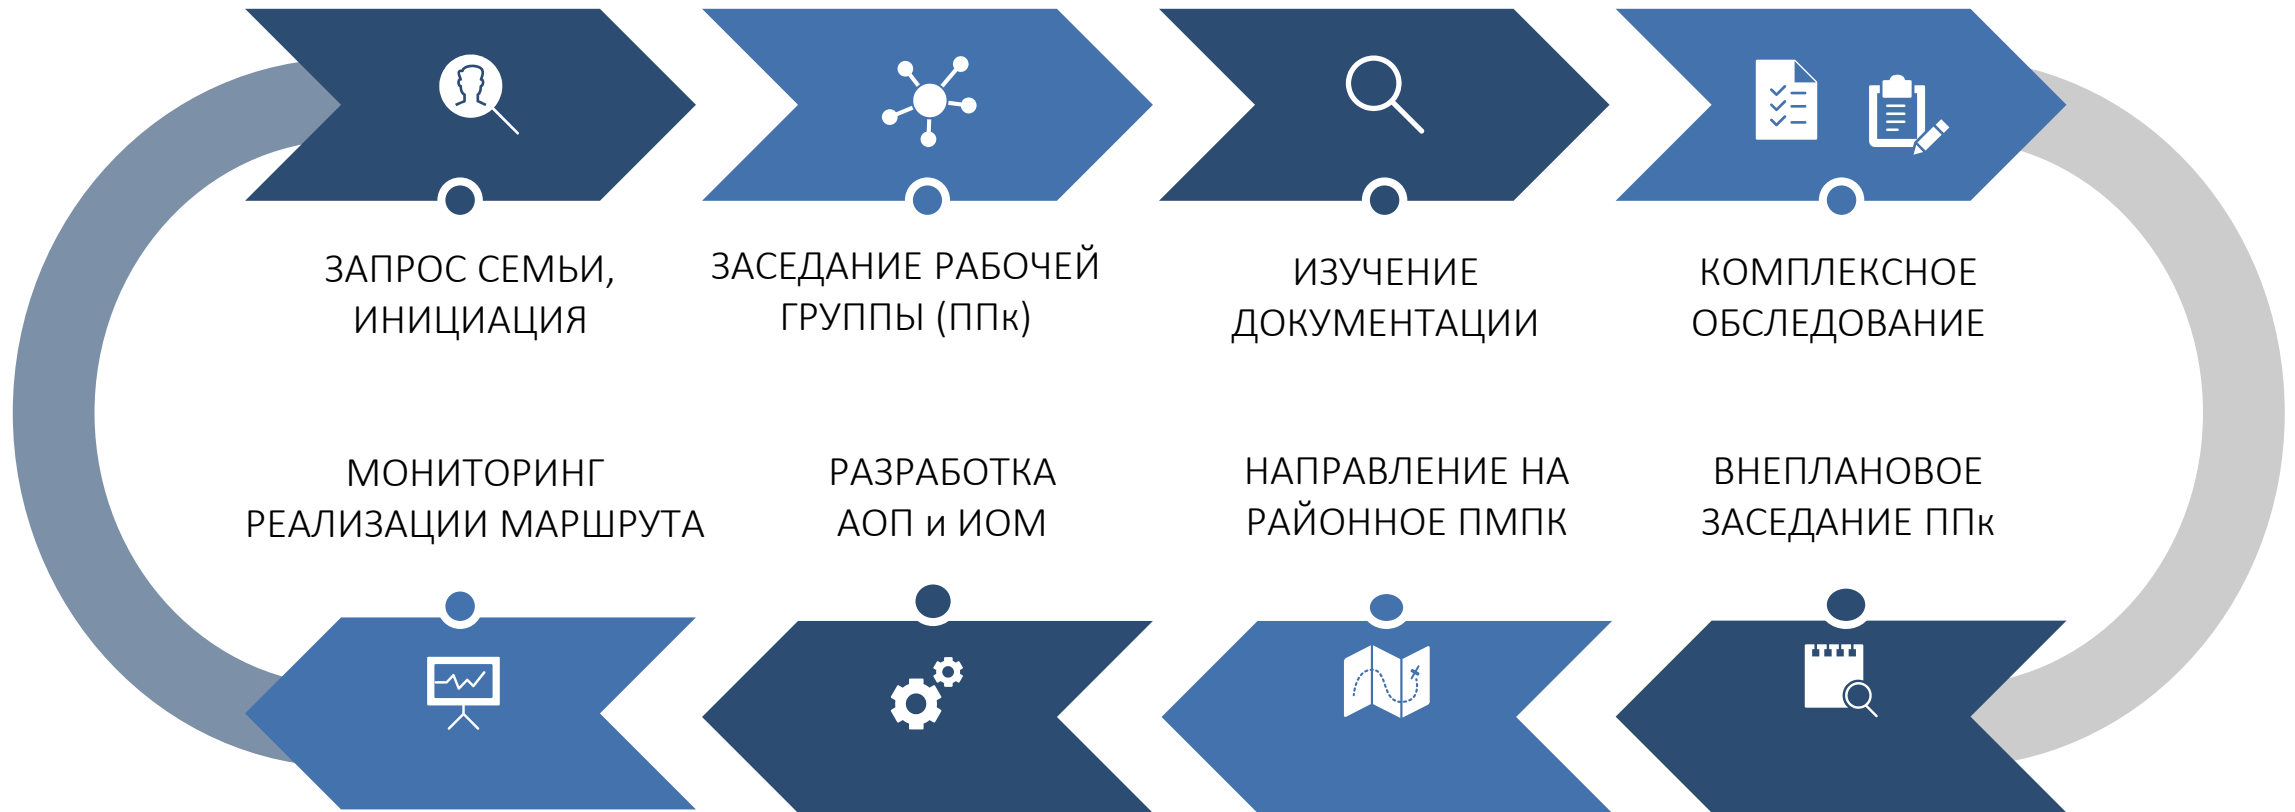 ЗАПРОС СЕМЬИ,
ИНИЦИАЦИЯ
ЗАСЕДАНИЕ РАБОЧЕЙ
ГРУППЫ (ППк)
ИЗУЧЕНИЕ
ДОКУМЕНТАЦИИ
КОМПЛЕКСНОЕ
ОБСЛЕДОВАНИЕ
МОНИТОРИНГ
РЕАЛИЗАЦИИ МАРШРУТА
РАЗРАБОТКА
АОП и ИОМ
НАПРАВЛЕНИЕ НА
РАЙОННОЕ ПМПК
ВНЕПЛАНОВОЕ
ЗАСЕДАНИЕ ППк